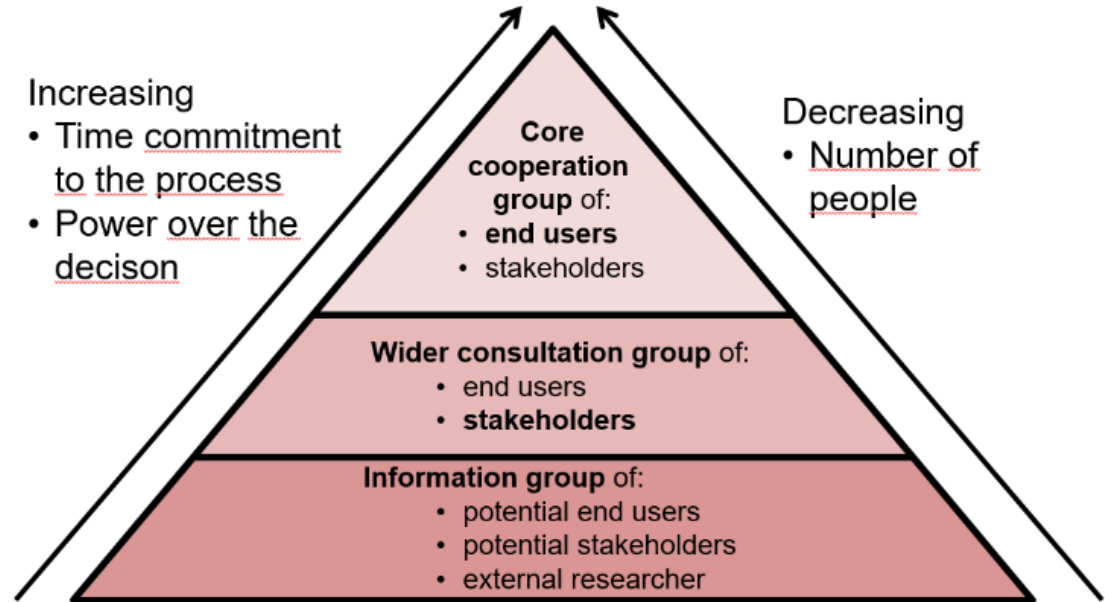 Increasing
• Time commitment
to the process
• Power over the
decison
Decreasing
• Number of
people
Core
cooperation
group of:
• end users
• stakeholders
Wider consultation group of:
• end users
• stakeholders
Information group of:
• potential end users
• potential stakeholders
• external researcher